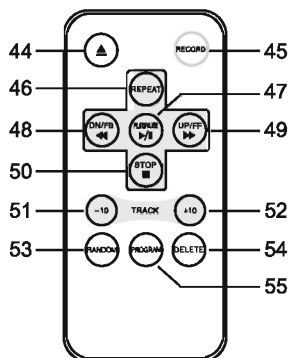 44 45
RECORD
46 REPEAT 47
48 DN/FB PLAY/PAUSE UP/FF 49
50 STOP
51 -10 TRACK +10 52
53 RANDOM PROGRAM DELETE 54
55